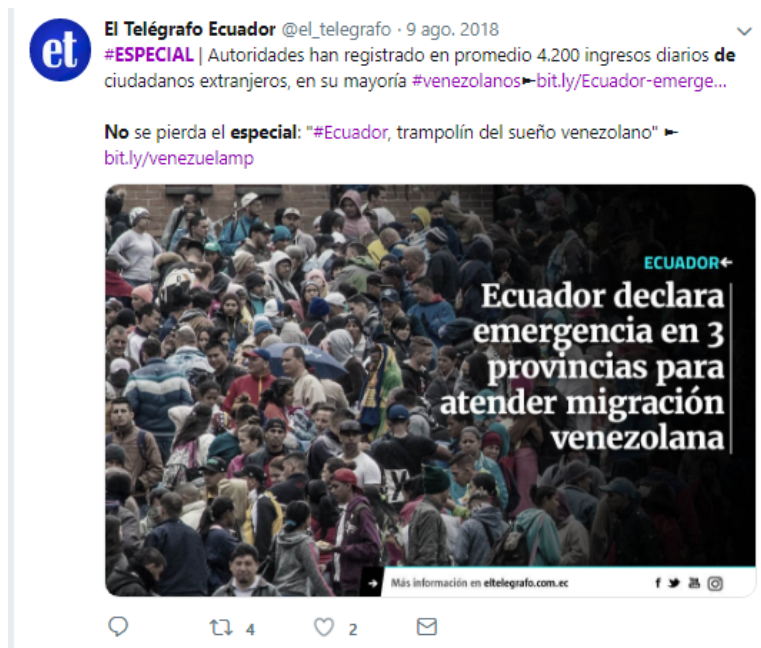 et
El Telégrafo Ecuador @el_telegrafo · 9 ago. 2018
#ESPECIAL | Autoridades han registrado en promedio 4.200 ingresos diarios de
ciudadanos extranjeros, en su mayoría #venezolanos►bit.ly/Ecuador-emerge...
No se pierda el especial: "#Ecuador, trampolín del sueño venezolano" ►
bit.ly/venezuelamp
ECUADOR←
Ecuador declara
emergencia en 3
provincias para
atender migración
venezolana
→ Más información en eltelegrafo.com.ec
4 2